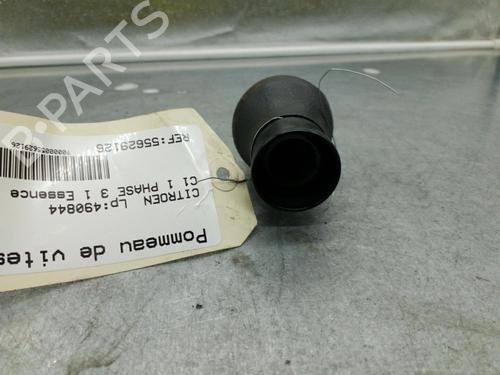 Pommeau de vites
CITROEN Lp:490844
C1 1 PHASE 3 1 Essence
REF:55629126
B-PARTS